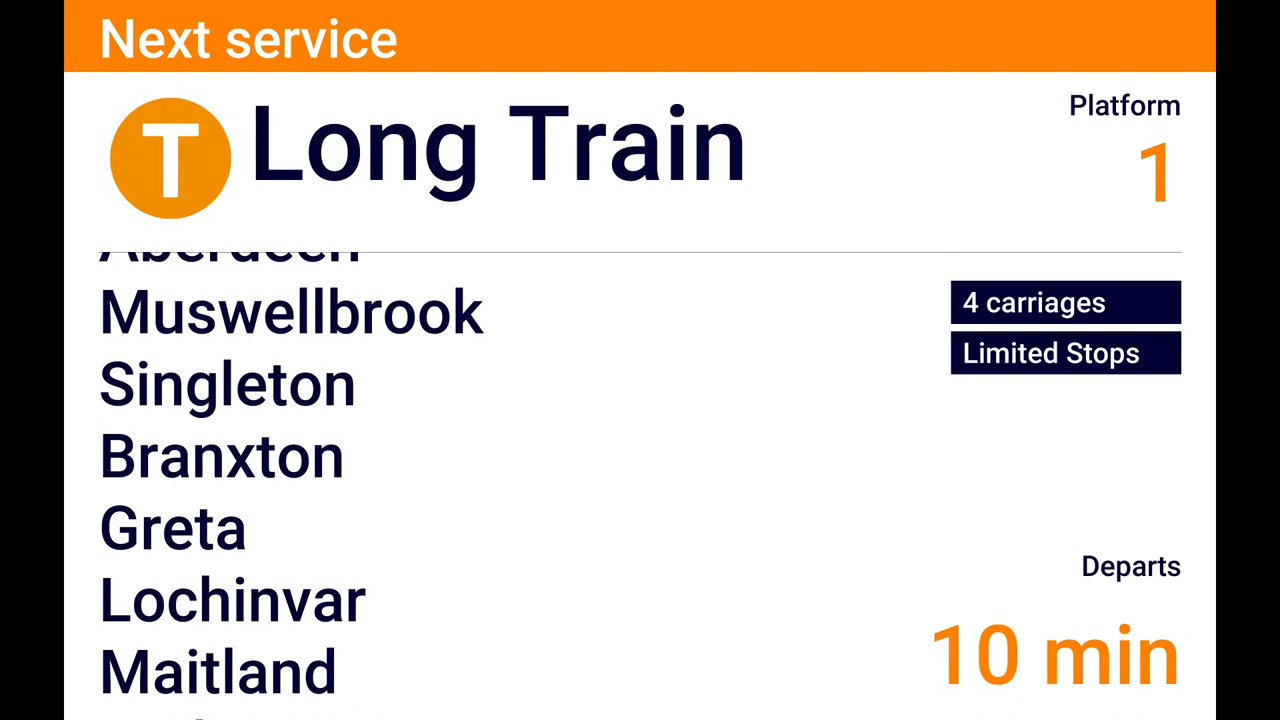 Next service
T Long Train
Platform
1
Aberdeen
Muswellbrook
Singleton
Branxton
Greta
Lochinvar
Maitland
4 carriages
Limited Stops
Departs
10 min